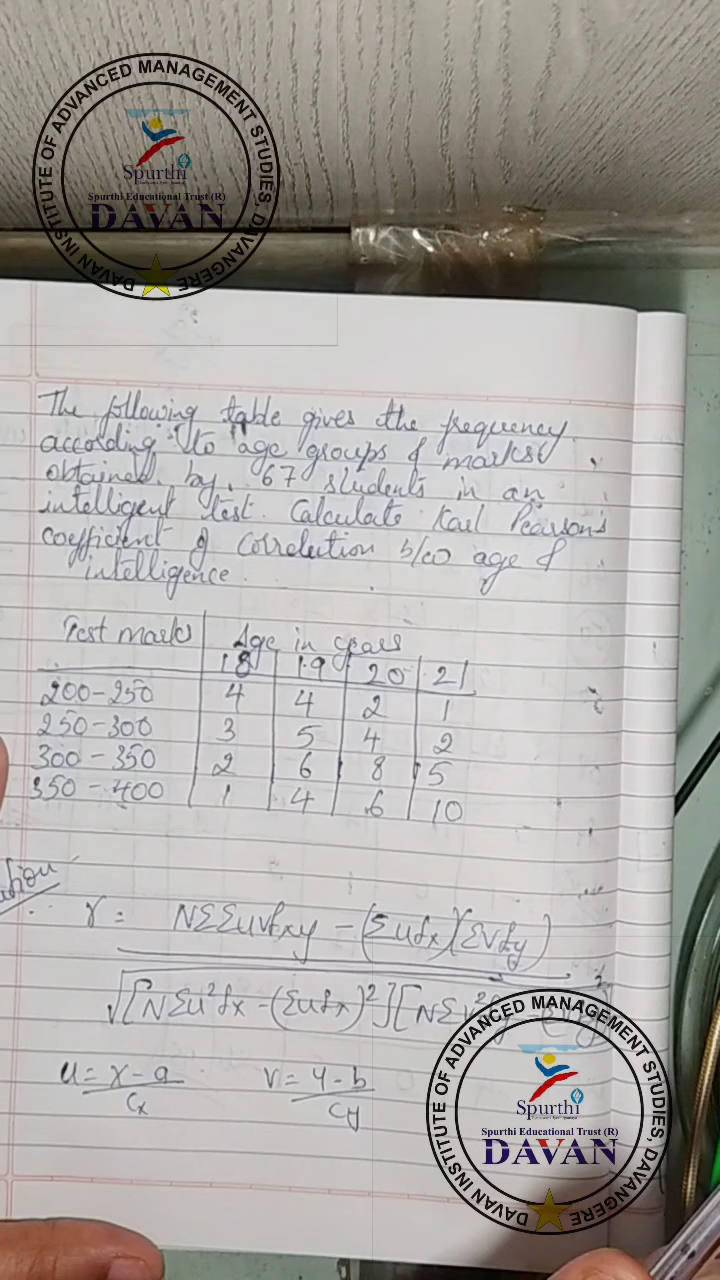 DAVAN INSTITUTE OF ADVANCED MANAGEMENT STUDIES, DAVANGERE
Spurthi
Spurthi Educational Trust (R)
DAVAN
The following table gives the frequency
according to age groups of marks
obtained by 67 students in an
intelligent test. Calculate Karl Pearson's
coefficient of correlation b/w age &
intelligence.
Test marks Age in years
18 19 20 21
200-250 4 4 2 1
250-300 3 5 4 2
300-350 2 6 8 5
350-400 1 4 6 10
r = NΣΣuvfxy - (Σufx)(Σvfy)
√[NΣu²fx - (Σufx)²][NΣv²
u = x - a v = y - b
Cx Cy
DAVAN INSTITUTE OF ADVANCED MANAGEMENT STUDIES, DAVANGERE
Spurthi
Spurthi Educational Trust (R)
DAVAN